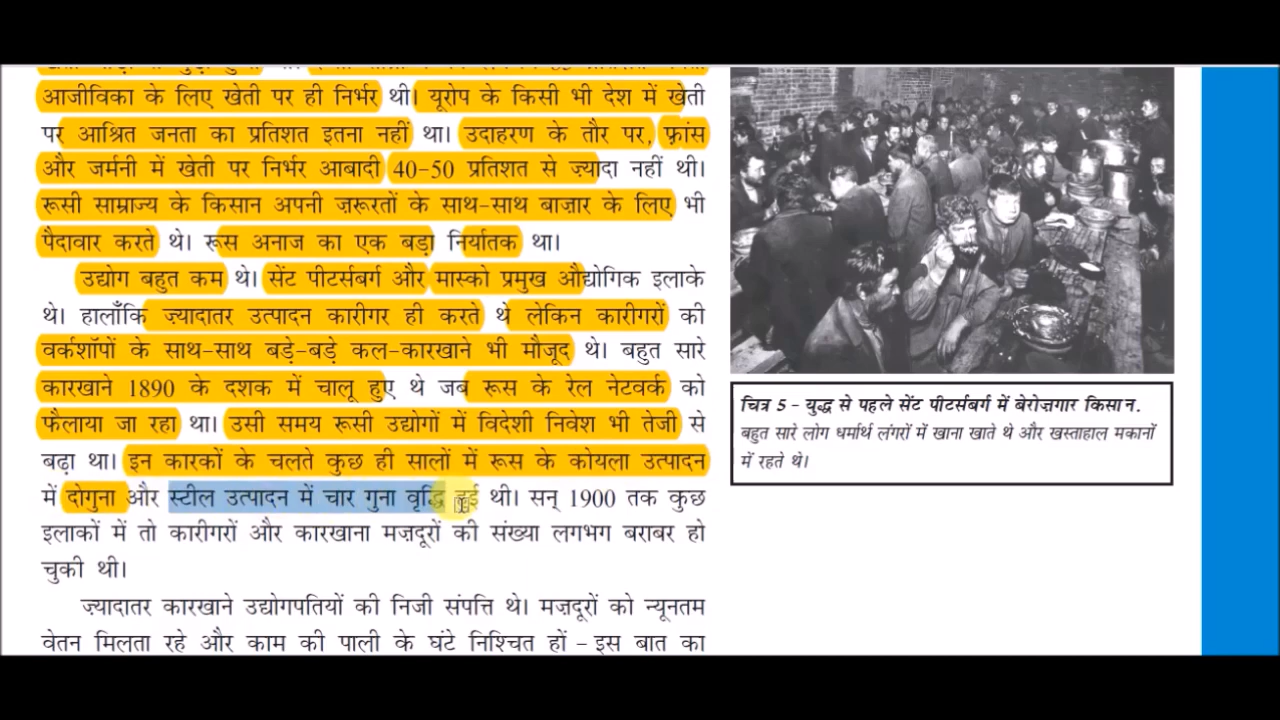 आजीविका के लिए खेती पर ही निर्भर थी। यूरोप के किसी भी देश में खेती
पर आश्रित जनता का प्रतिशत इतना नहीं था। उदाहरण के तौर पर, फ़्रांस
और जर्मनी में खेती पर निर्भर आबादी 40-50 प्रतिशत से ज़्यादा नहीं थी।
रूसी साम्राज्य के किसान अपनी ज़रूरतों के साथ-साथ बाज़ार के लिए भी
पैदावार करते थे। रूस अनाज का एक बड़ा निर्यातक था।
उद्योग बहुत कम थे। सेंट पीटर्सबर्ग और मास्को प्रमुख औद्योगिक इलाके
थे। हालाँकि ज़्यादातर उत्पादन कारीगर ही करते थे लेकिन कारीगरों की
वर्कशॉपों के साथ-साथ बड़े-बड़े कल-कारखाने भी मौजूद थे। बहुत सारे
कारखाने 1890 के दशक में चालू हुए थे जब रूस के रेल नेटवर्क को
फैलाया जा रहा था। उसी समय रूसी उद्योगों में विदेशी निवेश भी तेजी से
बढ़ा था। इन कारकों के चलते कुछ ही सालों में रूस के कोयला उत्पादन
में दोगुना और स्टील उत्पादन में चार गुना वृद्धि हुई थी। सन् 1900 तक कुछ
इलाकों में तो कारीगरों और कारखाना मज़दूरों की संख्या लगभग बराबर हो
चुकी थी।
ज़्यादातर कारखाने उद्योगपतियों की निजी संपत्ति थे। मज़दूरों को न्यूनतम
वेतन मिलता रहे और काम की पाली के घंटे निश्चित हों - इस बात का
चित्र 5 - युद्ध से पहले सेंट पीटर्सबर्ग में बेरोज़गार किसान.
बहुत सारे लोग धर्मार्थ लंगरों में खाना खाते थे और खस्ताहाल मकानों
में रहते थे।